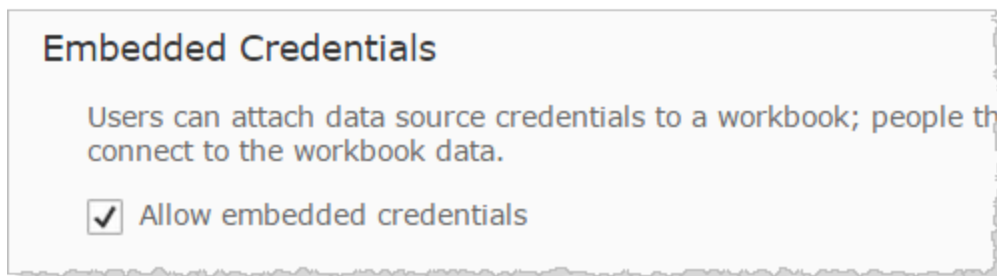 Embedded Credentials
Users can attach data source credentials to a workbook; people
connect to the workbook data.
Allow embedded credentials